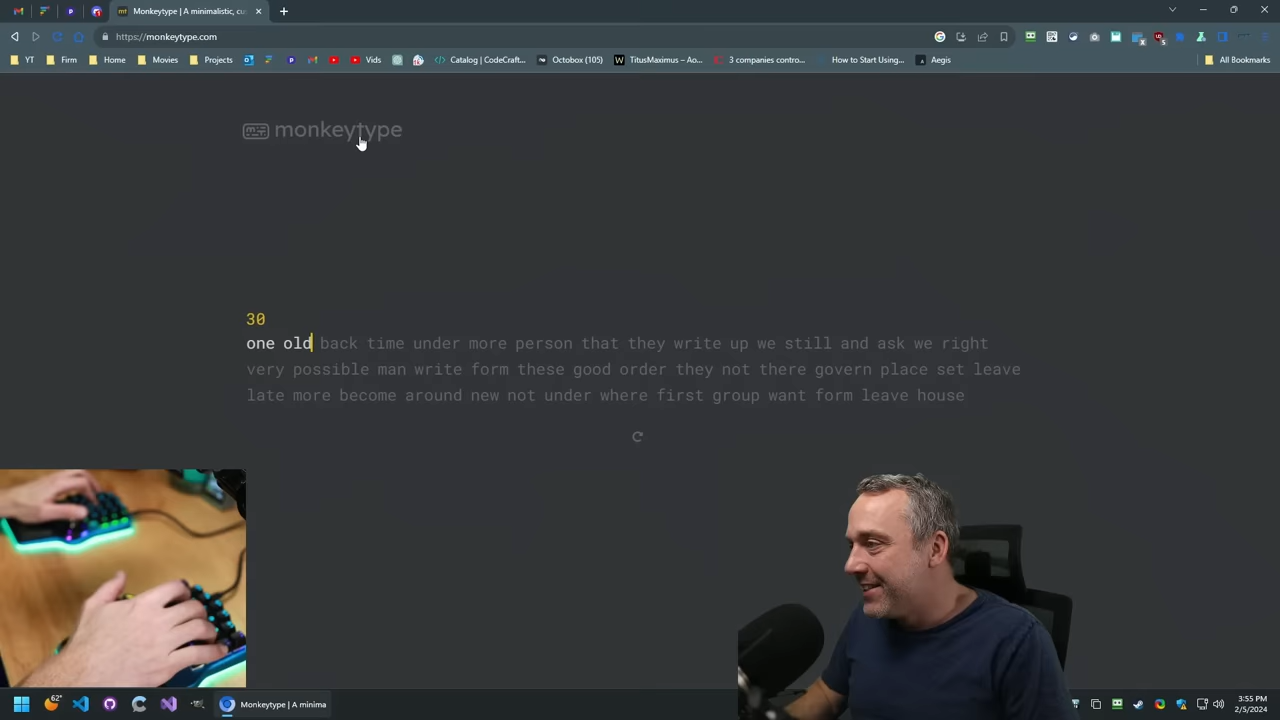 Monkeytype | A minimalistic, cu
https://monkeytype.com
YT Firm Home Movies Projects Vids Catalog | CodeCraft... Octobox (105) TitusMaximus – Ao... 3 companies contro... How to Start Using... Aegis All Bookmarks
monkeytype
30
one old back time under more person that they write up we still and ask we right
very possible man write form these good order they not there govern place set leave
late more become around new not under where first group want form leave house
62°
Monkeytype | A minima
3:55 PM
2/5/2024